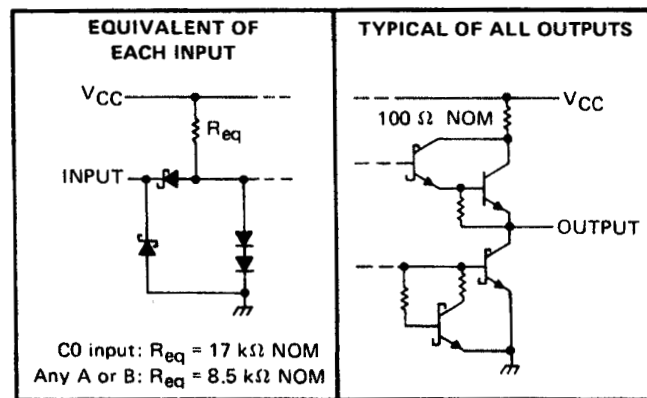 EQUIVALENT OF
EACH INPUT
VCC
Req
INPUT
C0 input: Req = 17 kΩ NOM
Any A or B: Req = 8.5 kΩ NOM
TYPICAL OF ALL OUTPUTS
VCC
100 Ω NOM
OUTPUT